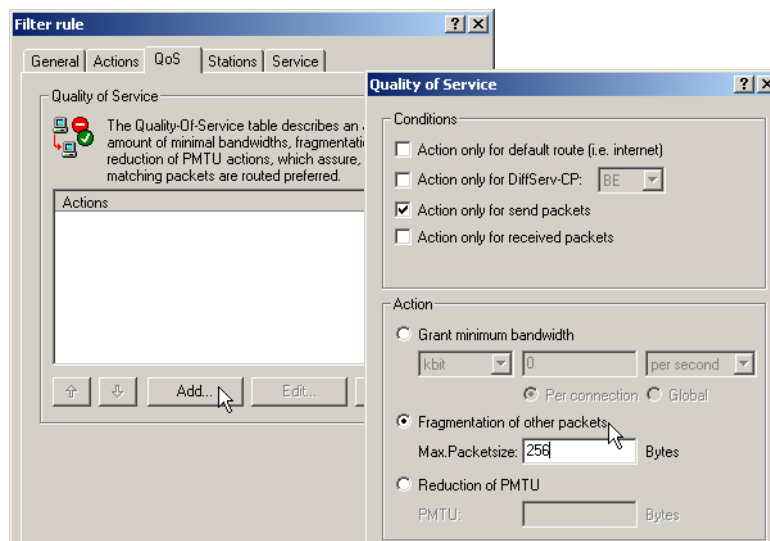 Filter rule
General Actions QoS Stations Service
Quality of Service
The Quality-Of-Service table describes an
amount of minimal bandwidths, fragmentati
reduction of PMTU actions, which assure,
matching packets are routed preferred.
Actions
Add... Edit...
Quality of Service
Conditions
Action only for default route (i.e. internet)
Action only for DiffServ-CP: BE
Action only for send packets
Action only for received packets
Action
Grant minimum bandwidth
kbit 0 per second
Per connection Global
Fragmentation of other packets
Max.Packetsize: 256 Bytes
Reduction of PMTU
PMTU: Bytes